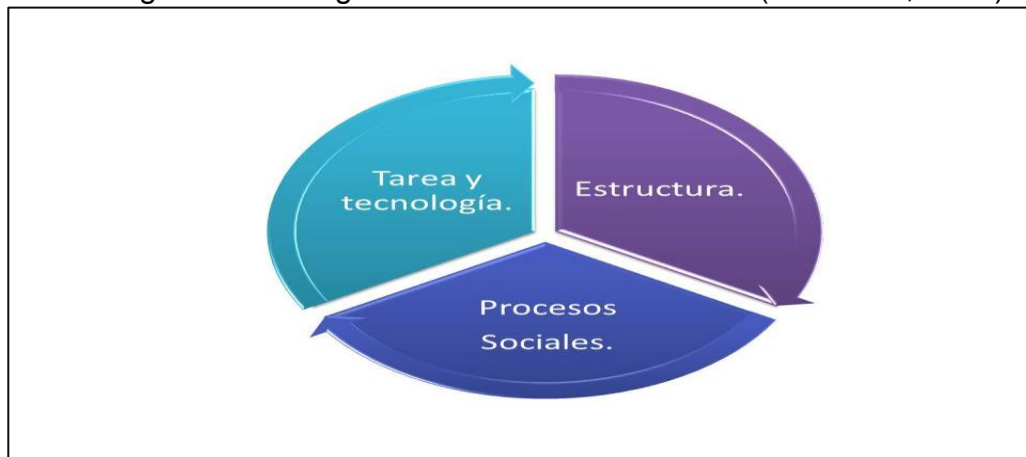 Tarea y
tecnología.
Estructura.
Procesos
Sociales.